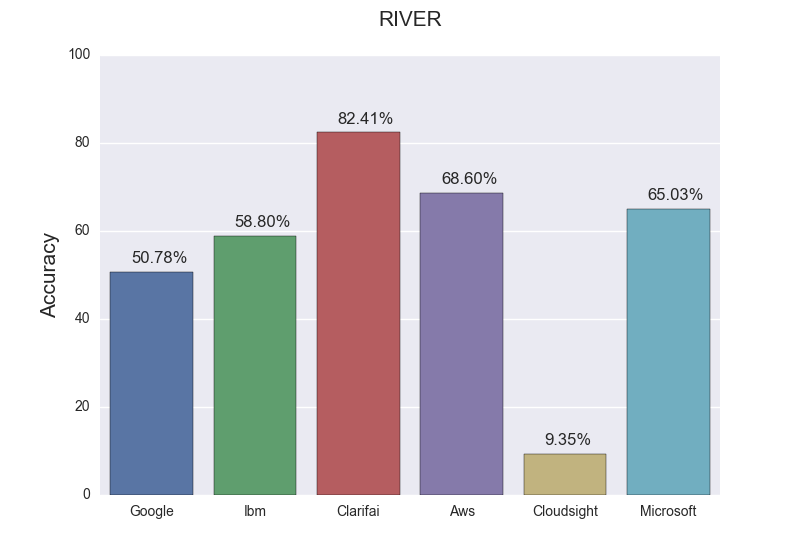 RIVER
100
80
60
40
20
0
Accuracy
50.78%
58.80%
82.41%
68.60%
9.35%
65.03%
Google
Ibm
Clarifai
Aws
Cloudsight
Microsoft